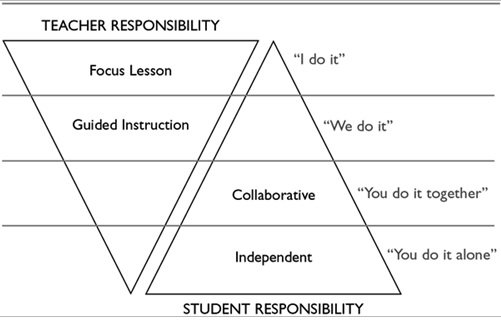 TEACHER RESPONSIBILITY
Focus Lesson
“I do it”
Guided Instruction
“We do it”
Collaborative
“You do it together”
Independent
“You do it alone”
STUDENT RESPONSIBILITY